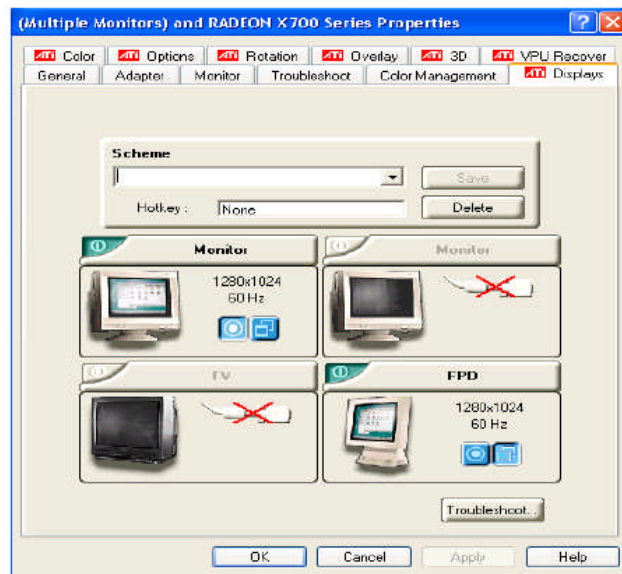 (Multiple Monitors) and RADEON X700 Series Properties
ATI Color ATI Options ATI Rotation ATI Overlay ATI 3D ATI VPU Recover
General Adapter Monitor Troubleshoot Color Management ATI Displays
Scheme
Save
Hotkey : None Delete
Monitor Monitor
1280x1024
60 Hz
TV FPD
1280x1024
60 Hz
Troubleshoot...
OK Cancel Apply Help